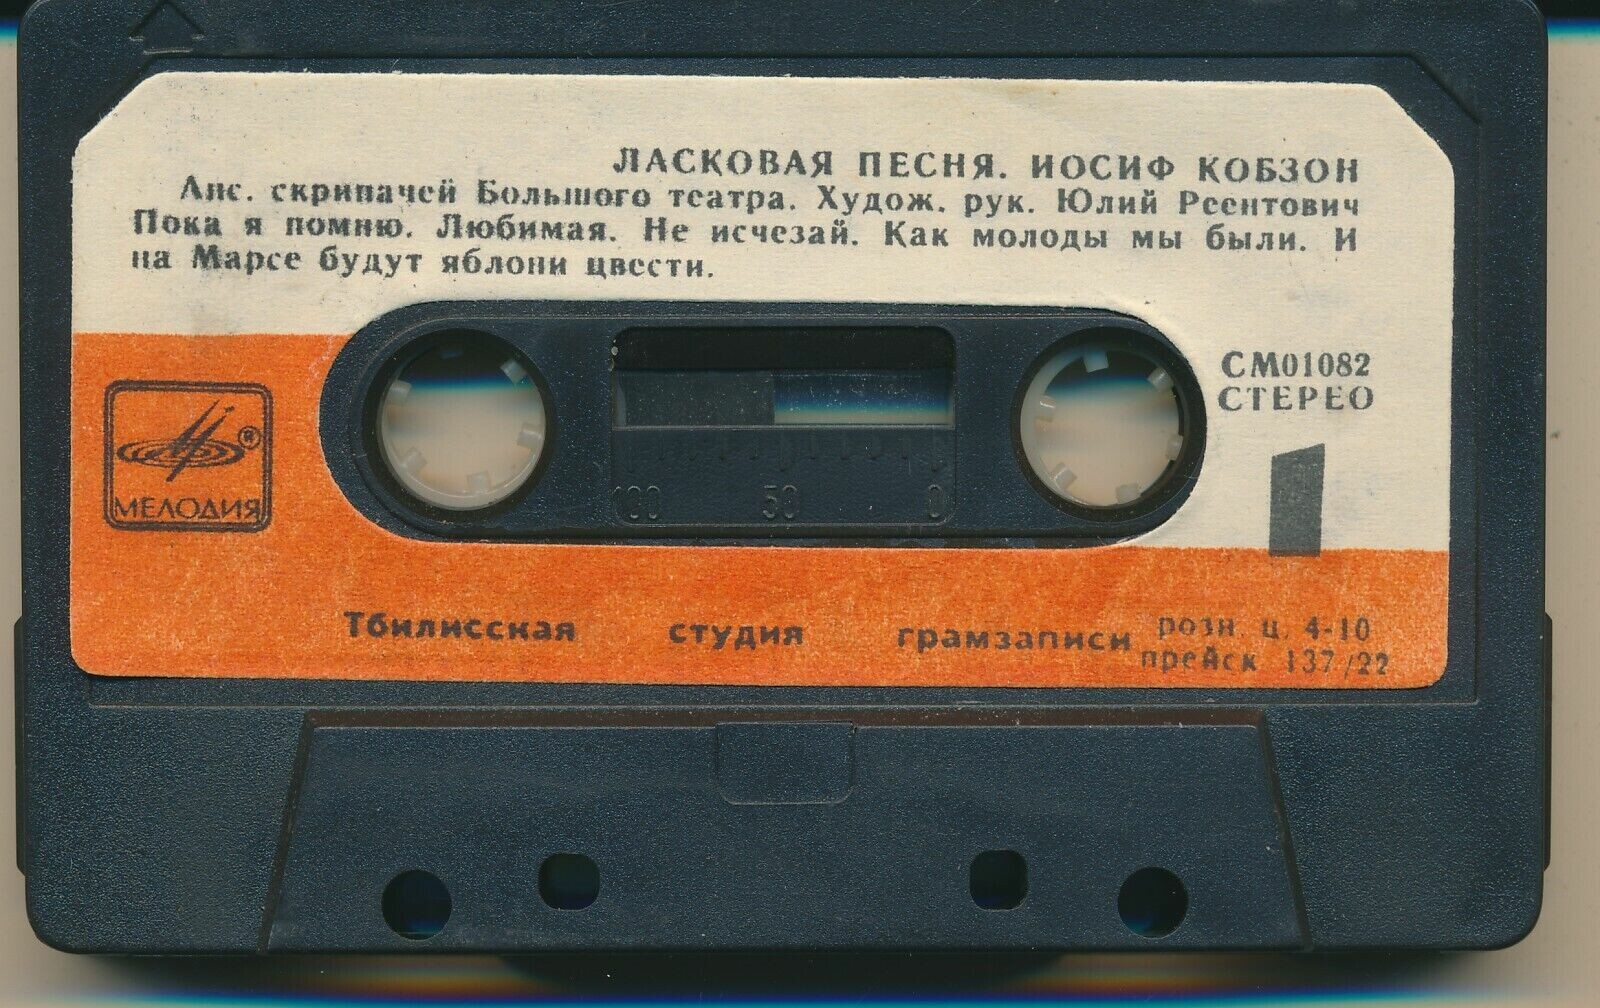 ЛАСКОВАЯ ПЕСНЯ. ИОСИФ КОБЗОН
Анс. скрипачей Большого театра. Худож. рук. Юлий Реентович
Пока я помню. Любимая. Не исчезай. Как молоды мы были. И
на Марсе будут яблони цвести.
СМ01082
СТЕРЕО
®
МЕЛОДИЯ
1
100 50 0
Тбилисская студия грамзаписи
розн. ц. 4-10
прейск 137/22